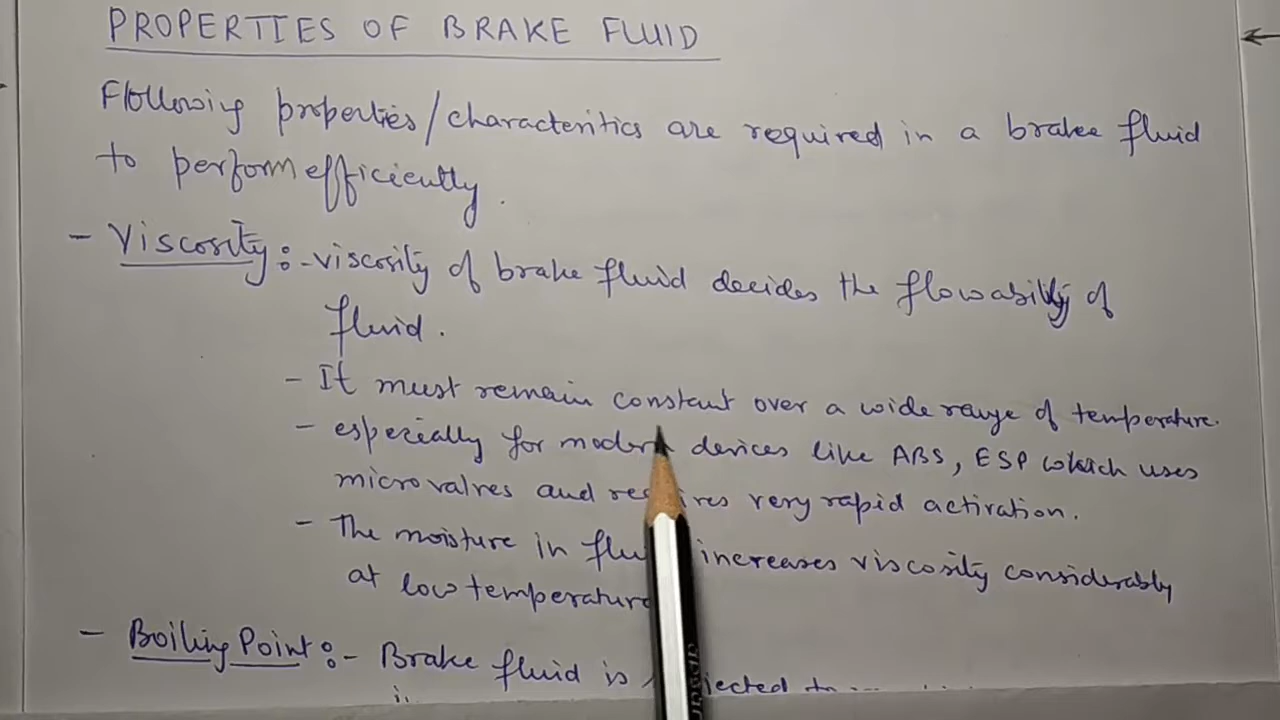 PROPERTIES OF BRAKE FLUID
Following properties/characteritics are required in a brake fluid
to perform efficiently.
- Viscosity:- viscosity of brake fluid decides the flowability of
fluid.
- It must remain constant over a wide range of temperature.
- especially for modern devices like ABS, ESP which uses
microvalves and requires very rapid activation.
- The moisture in fluid increases viscosity considerably
at low temperature
- Boiling Point:- Brake fluid is